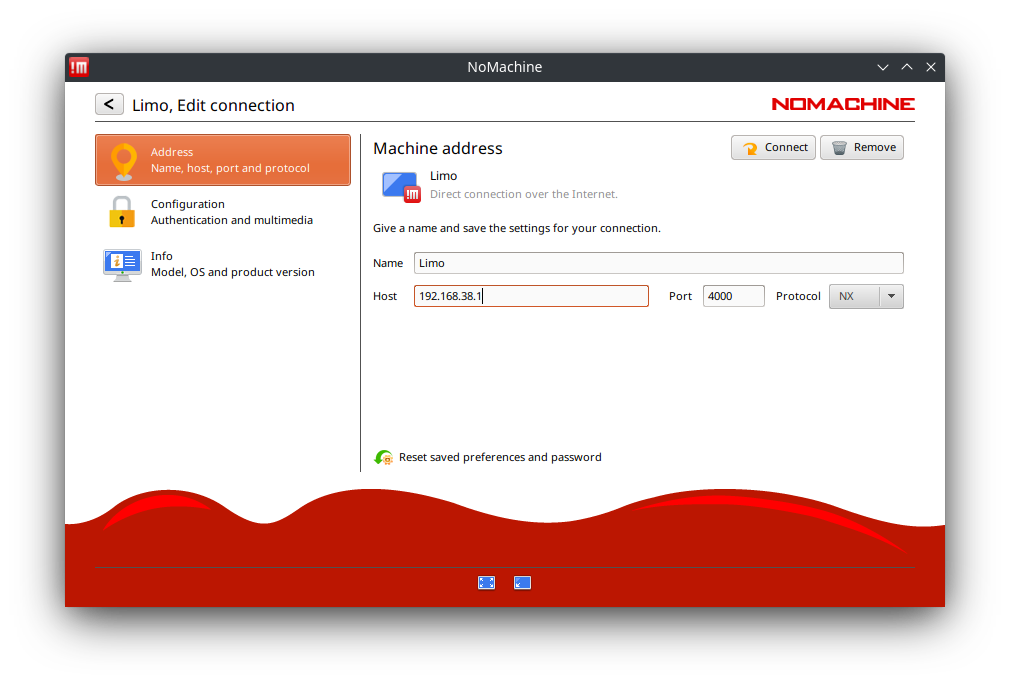 !m NoMachine
< Limo, Edit connection
NOMACHINE
Address
Name, host, port and protocol
Configuration
Authentication and multimedia
Info
Model, OS and product version
Machine address
Connect
Remove
!m
Limo
Direct connection over the Internet.
Give a name and save the settings for your connection.
Name Limo
Host 192.168.38.1 Port 4000 Protocol NX
Reset saved preferences and password